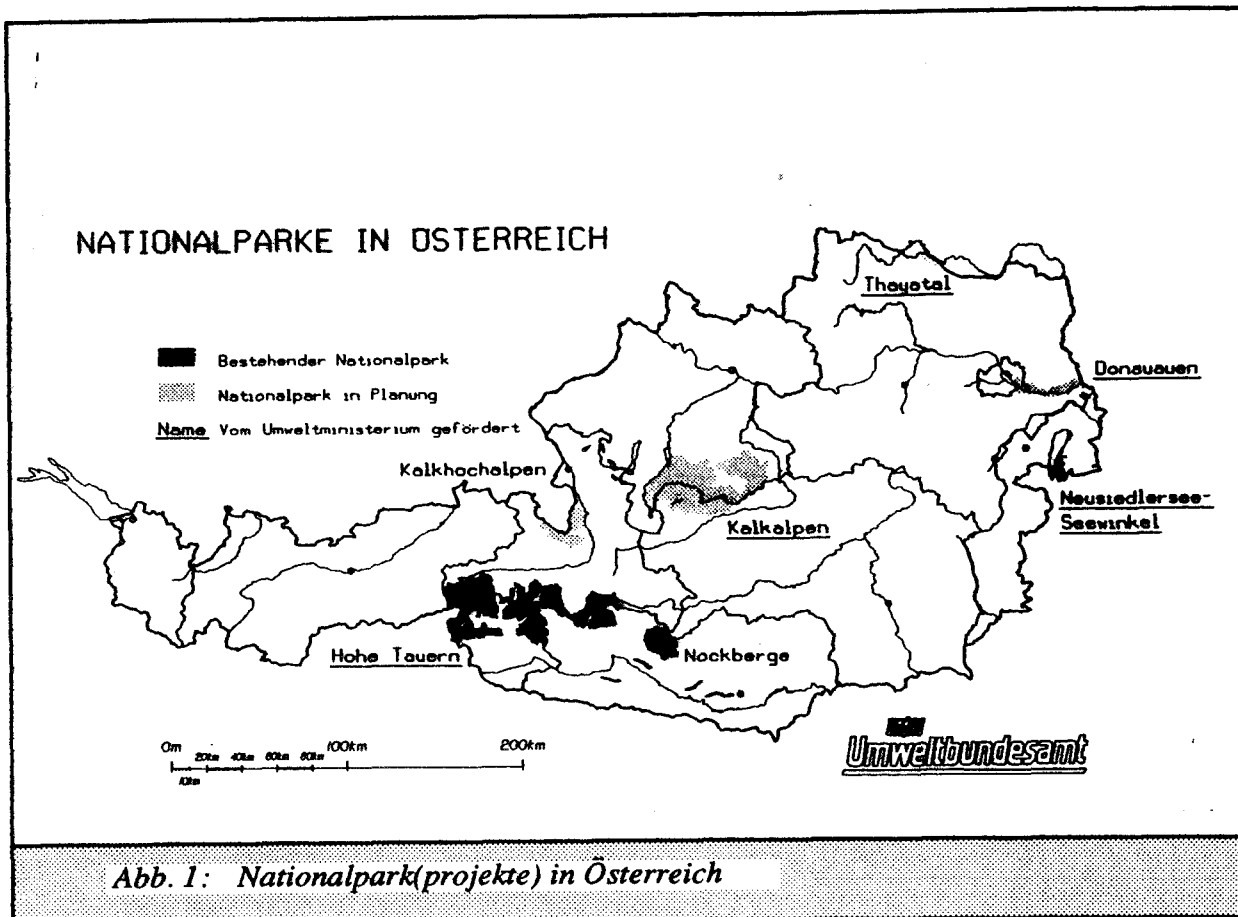 NATIONALPARKE IN ÖSTERREICH
Thayatal
Bestehender Nationalpark
Donauauen
Nationalpark in Planung
Name Vom Umweltministerium gefördert
Kalkhochalpen
Neusiedlersee-
Seewinkel
Kalkalpen
Hohe Tauern
Nockberge
0m 20km 40km 60km 80km 100km 200km
10km
Umweltbundesamt
Abb. 1: Nationalpark(projekte) in Österreich